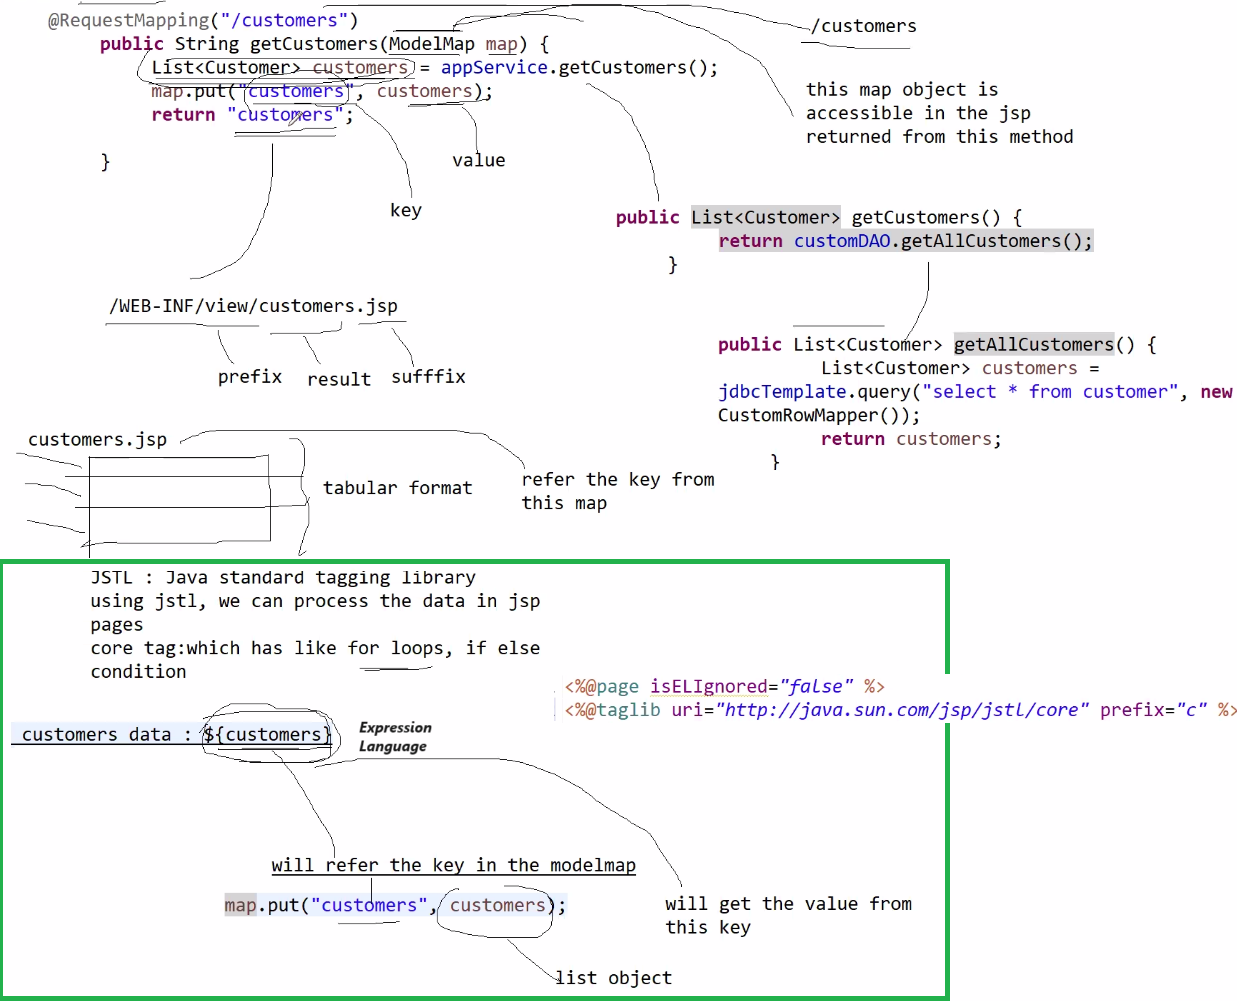 @RequestMapping("/customers")
public String getCustomers(ModelMap map) {
List<Customer> customers = appService.getCustomers();
map.put("customers", customers);
return "customers";
}
/customers
this map object is
accessible in the jsp
returned from this method
value
key
public List<Customer> getCustomers() {
return customDAO.getAllCustomers();
}
/WEB-INF/view/customers.jsp
prefix
result
sufffix
public List<Customer> getAllCustomers() {
List<Customer> customers =
jdbcTemplate.query("select * from customer", new
CustomRowMapper());
return customers;
}
customers.jsp
tabular format
refer the key from
this map
JSTL : Java standard tagging library
using jstl, we can process the data in jsp
pages
core tag:which has like for loops, if else
condition
<%@page isELIgnored="false" %>
<%@taglib uri="http://java.sun.com/jsp/jstl/core" prefix="c" %>
customers data : ${customers}
Expression
Language
will refer the key in the modelmap
map.put("customers", customers);
will get the value from
this key
list object